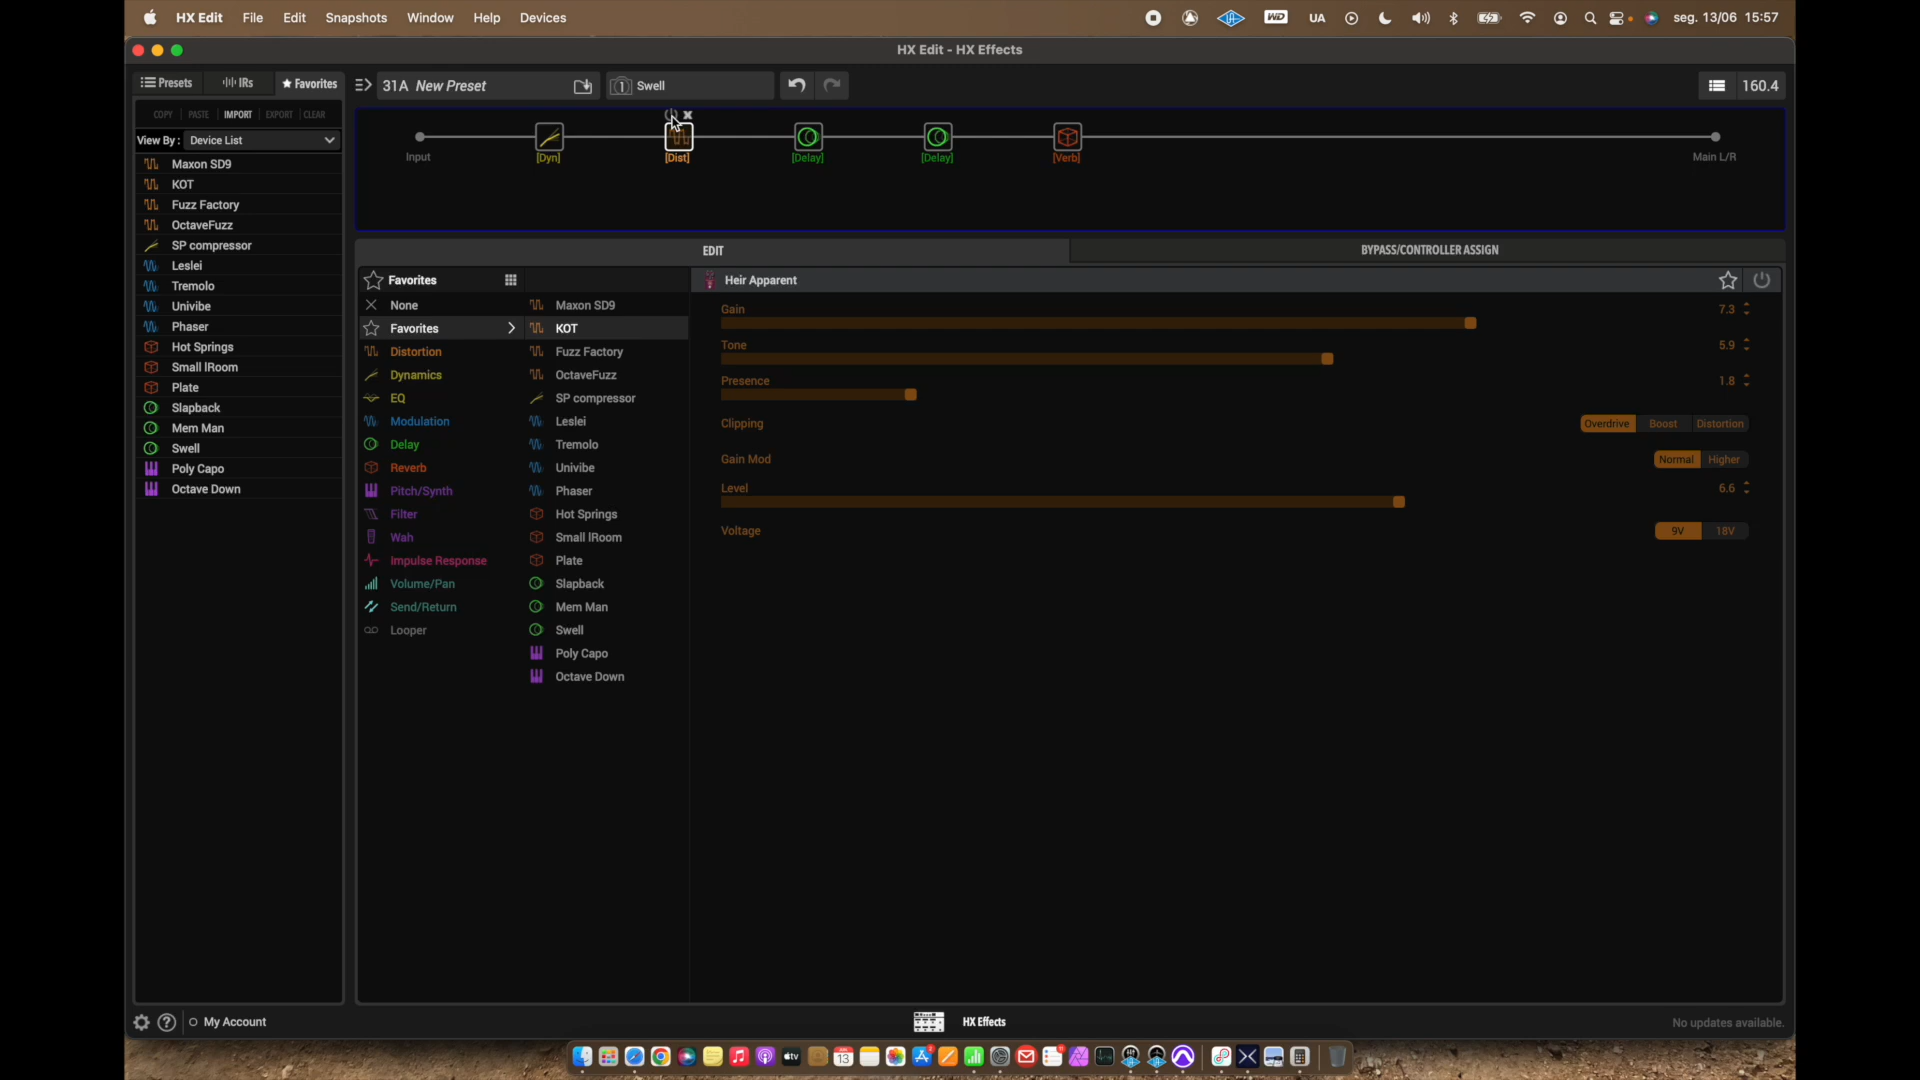 HX Edit File Edit Snapshots Window Help Devices WD UA seg. 13/06 15:57
HX Edit - HX Effects
Presets IRs Favorites 31A New Preset 1 Swell 160.4
COPY PASTE IMPORT EXPORT CLEAR
View By : Device List
Maxon SD9
KOT
Fuzz Factory
OctaveFuzz
SP compressor
Leslei
Tremolo
Univibe
Phaser
Hot Springs
Small IRoom
Plate
Slapback
Mem Man
Swell
Poly Capo
Octave Down
Input [Dyn] [Dist] [Delay] [Delay] [Verb] Main L/R
EDIT BYPASS/CONTROLLER ASSIGN
Favorites
None
Favorites
Distortion
Dynamics
EQ
Modulation
Delay
Reverb
Pitch/Synth
Filter
Wah
Impulse Response
Volume/Pan
Send/Return
Looper
Maxon SD9
KOT
Fuzz Factory
OctaveFuzz
SP compressor
Leslei
Tremolo
Univibe
Phaser
Hot Springs
Small IRoom
Plate
Slapback
Mem Man
Swell
Poly Capo
Octave Down
Heir Apparent
Gain 7.3
Tone 5.9
Presence 1.8
Clipping Overdrive Boost Distortion
Gain Mod Normal Higher
Level 6.6
Voltage 9V 18V
My Account HX Effects No updates available.
tv 13